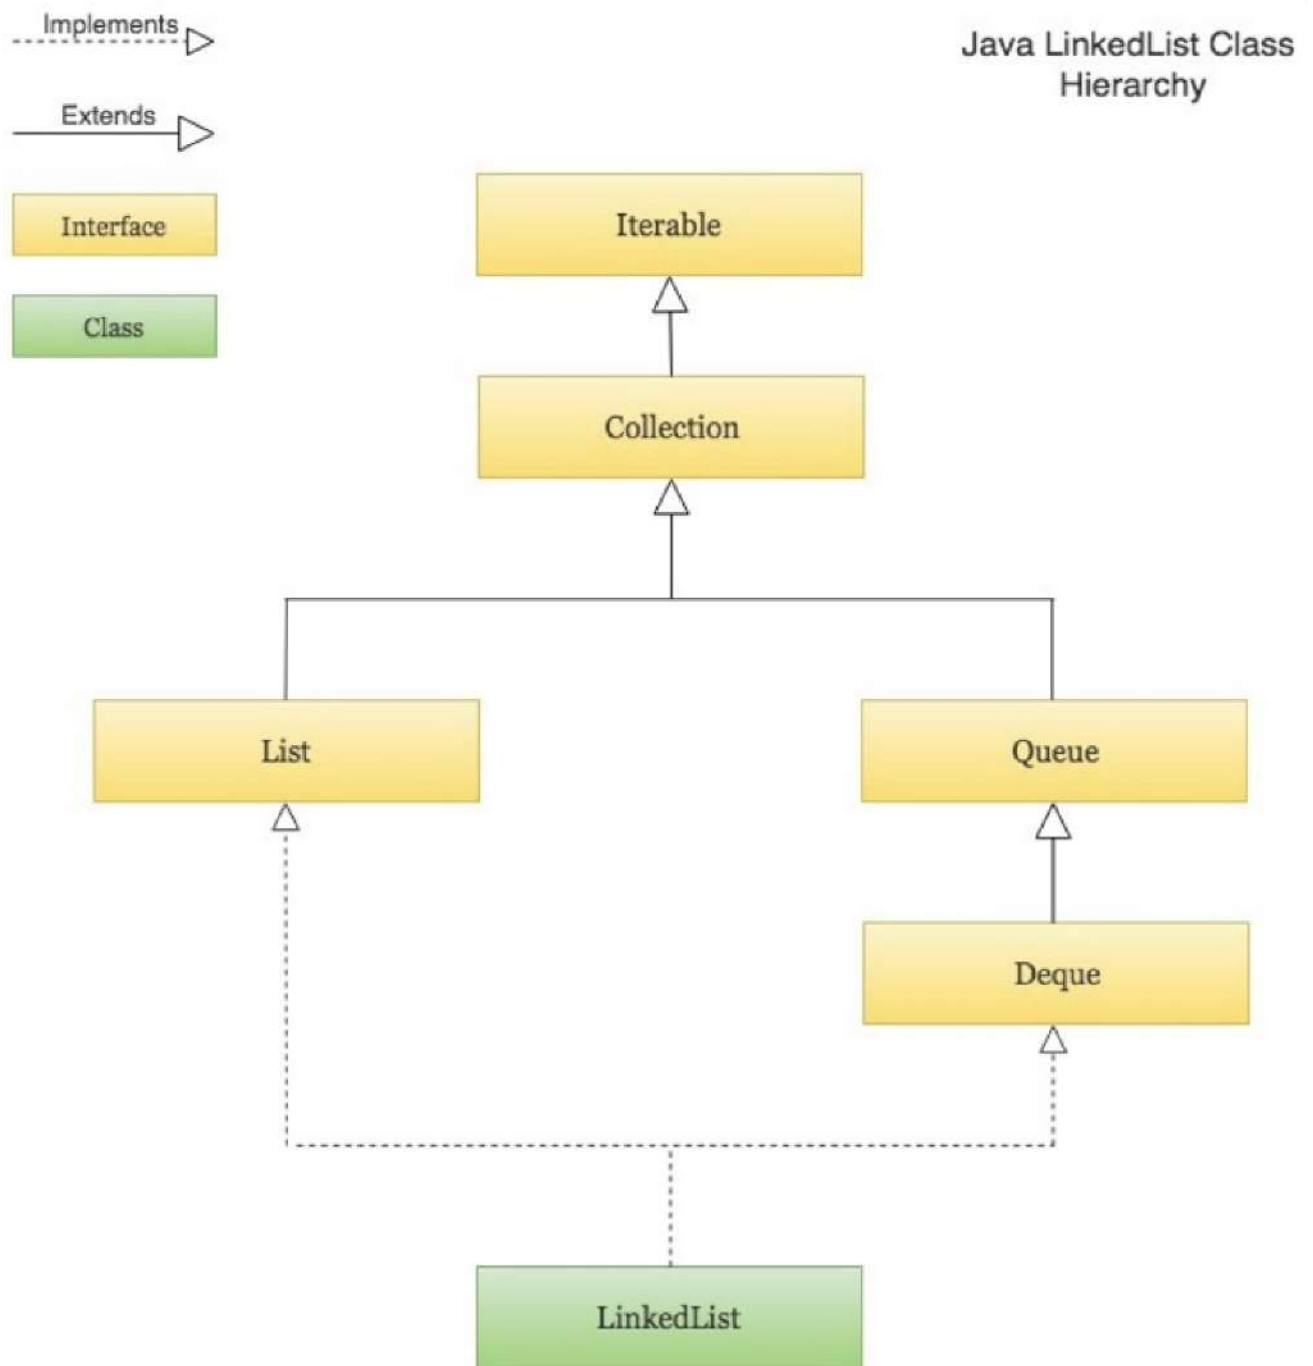 Implements
Java LinkedList Class
Hierarchy
Extends
Interface
Iterable
Class
Collection
List
Queue
Deque
LinkedList